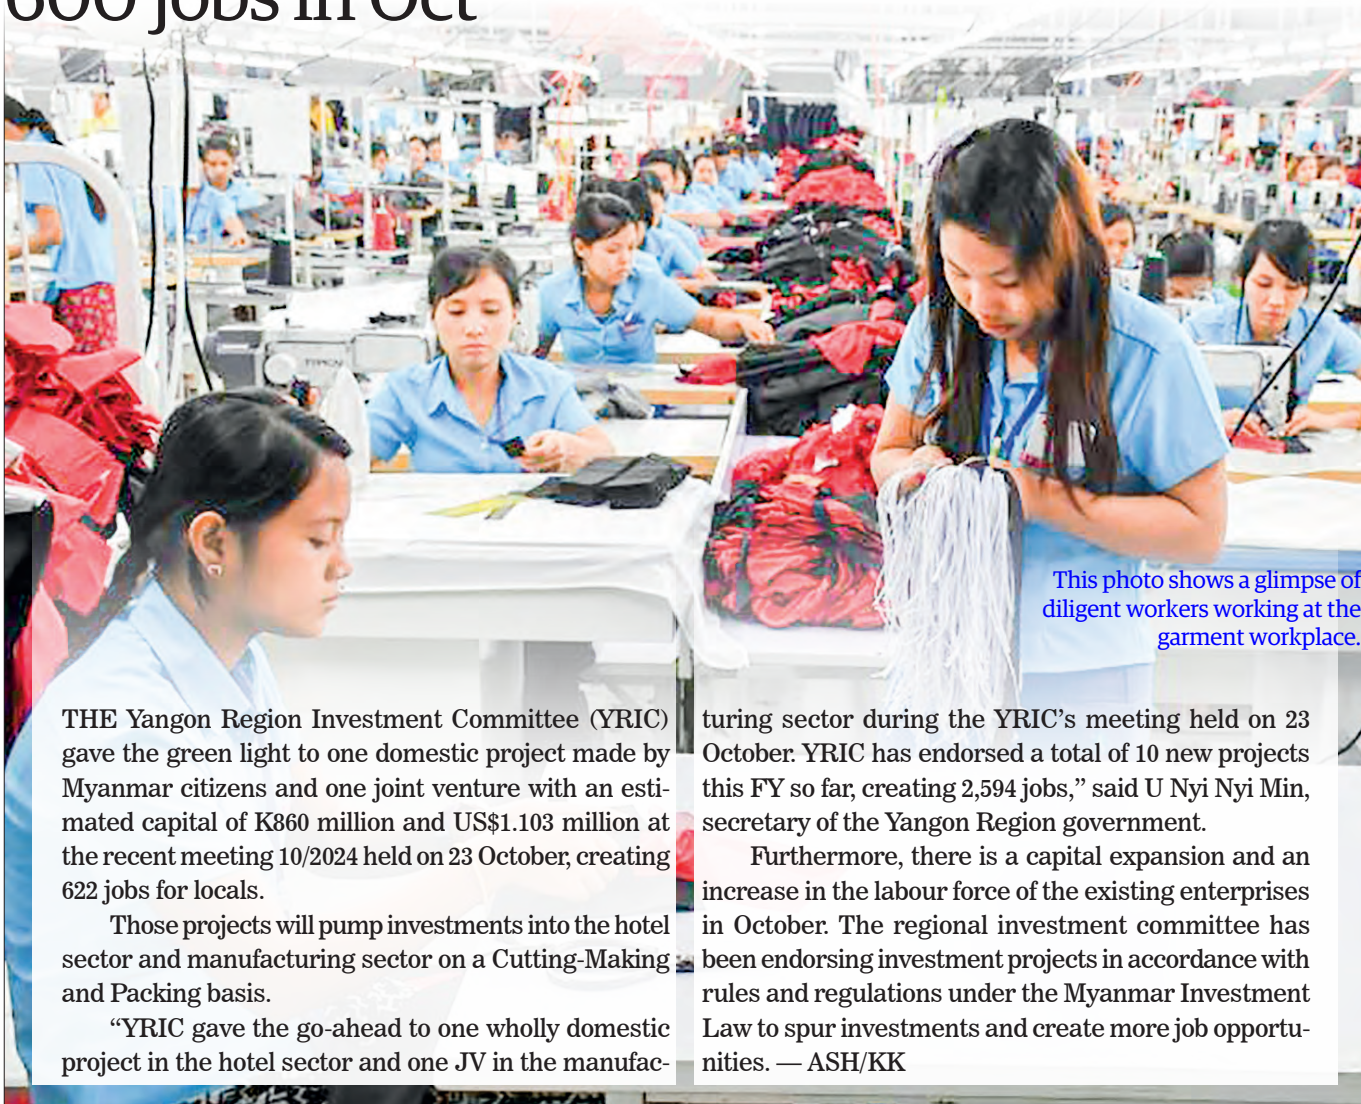 600 jobs in Oct
This photo shows a glimpse of
diligent workers working at the
garment workplace.
THE Yangon Region Investment Committee (YRIC)
gave the green light to one domestic project made by
Myanmar citizens and one joint venture with an esti-
mated capital of K860 million and US$1.103 million at
the recent meeting 10/2024 held on 23 October, creating
622 jobs for locals.
Those projects will pump investments into the hotel
sector and manufacturing sector on a Cutting-Making
and Packing basis.
“YRIC gave the go-ahead to one wholly domestic
project in the hotel sector and one JV in the manufac-
turing sector during the YRIC’s meeting held on 23
October. YRIC has endorsed a total of 10 new projects
this FY so far, creating 2,594 jobs,” said U Nyi Nyi Min,
secretary of the Yangon Region government.
Furthermore, there is a capital expansion and an
increase in the labour force of the existing enterprises
in October. The regional investment committee has
been endorsing investment projects in accordance with
rules and regulations under the Myanmar Investment
Law to spur investments and create more job opportu-
nities. — ASH/KK